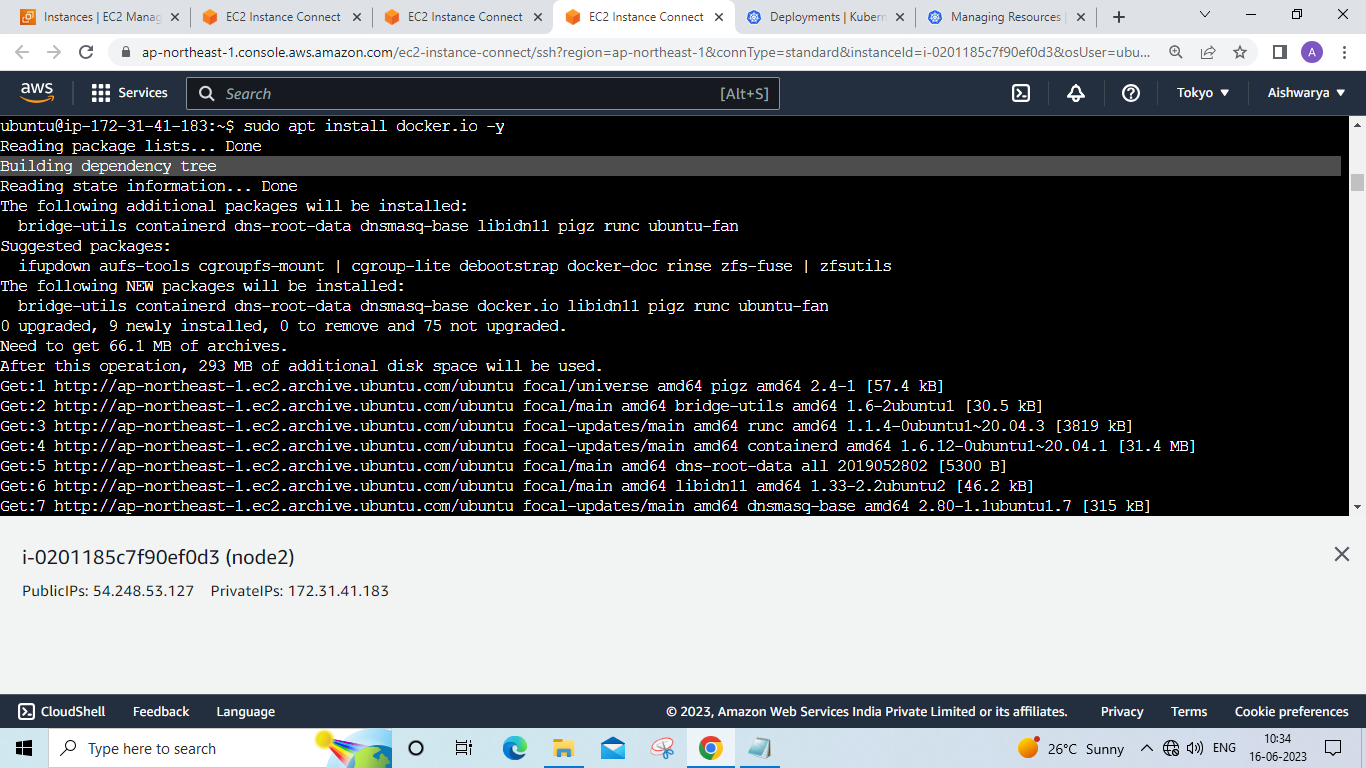 Instances | EC2 Manag
EC2 Instance Connect
EC2 Instance Connect
EC2 Instance Connect
Deployments | Kubern
Managing Resources |
ap-northeast-1.console.aws.amazon.com/ec2-instance-connect/ssh?region=ap-northeast-1&connType=standard&instanceId=i-0201185c7f90ef0d3&osUser=ubu...
A
aws
Services
Search
[Alt+S]
Tokyo
Aishwarya
ubuntu@ip-172-31-41-183:~$ sudo apt install docker.io -y
Reading package lists... Done
Building dependency tree
Reading state information... Done
The following additional packages will be installed:
bridge-utils containerd dns-root-data dnsmasq-base libidn11 pigz runc ubuntu-fan
Suggested packages:
ifupdown aufs-tools cgroupfs-mount | cgroup-lite debootstrap docker-doc rinse zfs-fuse | zfsutils
The following NEW packages will be installed:
bridge-utils containerd dns-root-data dnsmasq-base docker.io libidn11 pigz runc ubuntu-fan
0 upgraded, 9 newly installed, 0 to remove and 75 not upgraded.
Need to get 66.1 MB of archives.
After this operation, 293 MB of additional disk space will be used.
Get:1 http://ap-northeast-1.ec2.archive.ubuntu.com/ubuntu focal/universe amd64 pigz amd64 2.4-1 [57.4 kB]
Get:2 http://ap-northeast-1.ec2.archive.ubuntu.com/ubuntu focal/main amd64 bridge-utils amd64 1.6-2ubuntu1 [30.5 kB]
Get:3 http://ap-northeast-1.ec2.archive.ubuntu.com/ubuntu focal-updates/main amd64 runc amd64 1.1.4-0ubuntu1~20.04.3 [3819 kB]
Get:4 http://ap-northeast-1.ec2.archive.ubuntu.com/ubuntu focal-updates/main amd64 containerd amd64 1.6.12-0ubuntu1~20.04.1 [31.4 MB]
Get:5 http://ap-northeast-1.ec2.archive.ubuntu.com/ubuntu focal/main amd64 dns-root-data all 2019052802 [5300 B]
Get:6 http://ap-northeast-1.ec2.archive.ubuntu.com/ubuntu focal/main amd64 libidn11 amd64 1.33-2.2ubuntu2 [46.2 kB]
Get:7 http://ap-northeast-1.ec2.archive.ubuntu.com/ubuntu focal-updates/main amd64 dnsmasq-base amd64 2.80-1.1ubuntu1.7 [315 kB]
i-0201185c7f90ef0d3 (node2)
PublicIPs: 54.248.53.127 PrivateIPs: 172.31.41.183
CloudShell Feedback Language
© 2023, Amazon Web Services India Private Limited or its affiliates. Privacy Terms Cookie preferences
Type here to search
26°C Sunny
ENG
10:34
16-06-2023